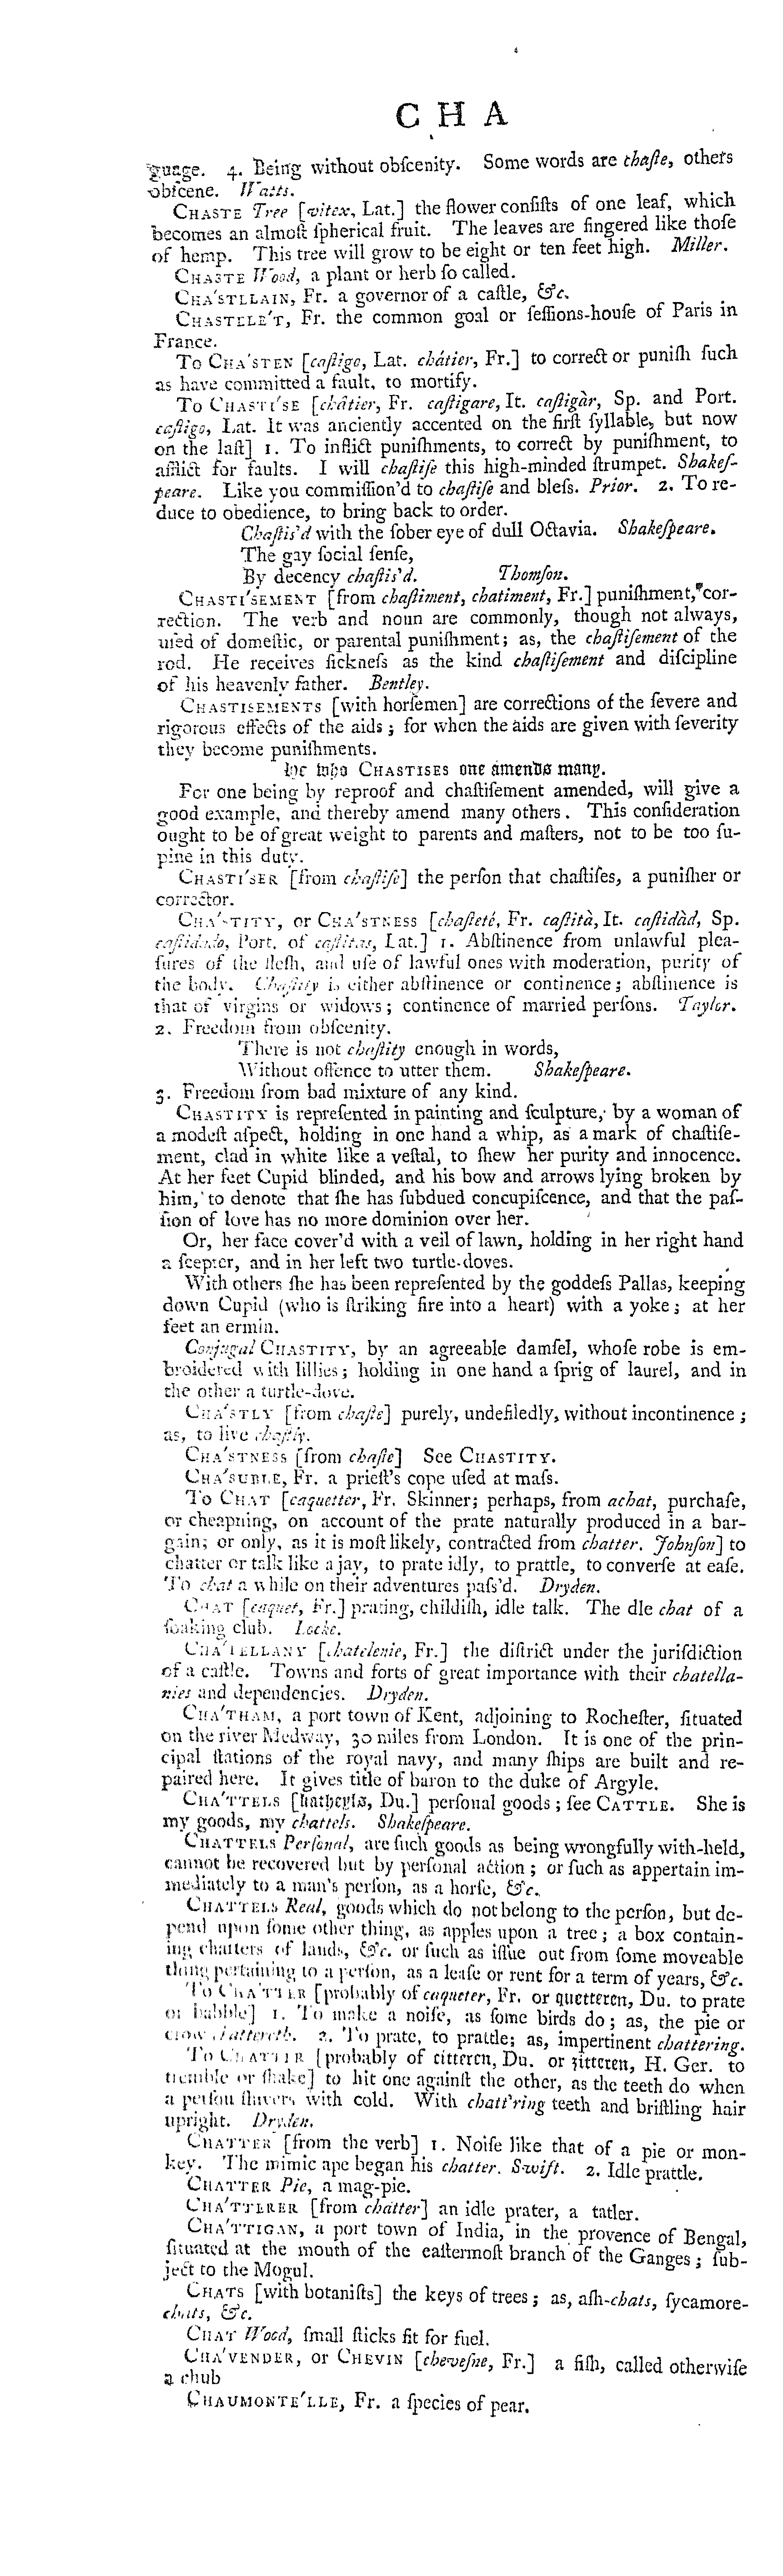 C H A
guage. 4. Being without obſcenity. Some words are chaſte, others
obſcene. Watts.
CHASTE Tree [vitex, Lat.] the flower conſiſts of one leaf, which
becomes an almoſt ſpherical fruit. The leaves are fingered like thoſe
of hemp. This tree will grow to be eight or ten feet high. Miller.
CHASTE Wood, a plant or herb ſo called.
CHA'STLLAIN, Fr. a governor of a caſtle, &c.
CHASTELE'T, Fr. the common goal or ſeſſions-houſe of Paris in
France.
To CHA'STEN [caſtigo, Lat. châtier, Fr.] to correct or puniſh ſuch
as have committed a fault, to mortify.
To CHASTI'SE [châtier, Fr. caſtigare, It. caſtigàr, Sp. and Port.
caſtigo, Lat. It was anciently accented on the firſt ſyllable, but now
on the laſt] 1. To inflict puniſhments, to correct by puniſhment, to
afflict for faults. I will chaſtiſe this high-minded ſtrumpet. Shakeſ-
peare. Like you commiſſion'd to chaſtiſe and bleſs. Prior. 2. To re-
duce to obedience, to bring back to order.
Chaſtis'd with the ſober eye of dull Octavia. Shakeſpeare.
The gay ſocial ſenſe,
By decency chaſtis'd. Thomſon.
CHASTI'SEMENT [from chaſtiment, chatiment, Fr.] puniſhment, cor-
rection. The verb and noun are commonly, though not always,
uſed of domeſtic, or parental puniſhment; as, the chaſtiſement of the
rod. He receives ſickneſs as the kind chaſtiſement and diſcipline
of his heavenly father. Bentley.
CHASTISEMENTS [with horſemen] are corrections of the ſevere and
rigorous effects of the aids; for when the aids are given with ſeverity
they become puniſhments.
He who CHASTISES one amends many.
For one being by reproof and chaſtiſement amended, will give a
good example, and thereby amend many others. This conſideration
ought to be of great weight to parents and maſters, not to be too ſu-
pine in this duty.
CHASTI'SER [from chaſtiſe] the perſon that chaſtiſes, a puniſher or
corrector.
CHA'STITY, or CHA'STNESS [chaſteté, Fr. caſtità, It. caſtidàd, Sp.
caſtidado, Port. of caſtitas, Lat.] 1. Abſtinence from unlawful plea-
ſures of the fleſh, and uſe of lawful ones with moderation, purity of
the body. Chaſtity is either abſtinence or continence; abſtinence is
that of virgins or widows; continence of married perſons. Taylor.
2. Freedom from obſcenity.
There is not chaſtity enough in words,
Without offence to utter them. Shakeſpeare.
3. Freedom from bad mixture of any kind.
CHASTITY is repreſented in painting and ſculpture, by a woman of
a modeſt aſpect, holding in one hand a whip, as a mark of chaſtiſe-
ment, clad in white like a veſtal, to ſhew her purity and innocence.
At her feet Cupid blinded, and his bow and arrows lying broken by
him, to denote that ſhe has ſubdued concupiſcence, and that the paſ-
ſion of love has no more dominion over her.
Or, her face cover'd with a veil of lawn, holding in her right hand
a ſcepter, and in her left two turtle-doves.
With others ſhe has been repreſented by the goddeſs Pallas, keeping
down Cupid (who is ſtriking fire into a heart) with a yoke; at her
feet an ermin.
Conjugal CHASTITY, by an agreeable damſel, whoſe robe is em-
broidered with lillies; holding in one hand a ſprig of laurel, and in
the other a turtle-dove.
CHA'STLY [from chaſte] purely, undefiledly, without incontinence;
as, to live chaſtly.
CHA'STNESS [from chaſte] See CHASTITY.
CHA'SUBLE, Fr. a prieſt's cope uſed at maſs.
To CHAT [caquetter, Fr. Skinner; perhaps, from achat, purchaſe,
or cheapning, on account of the prate naturally produced in a bar-
gain; or only, as it is moſt likely, contracted from chatter. Johnſon] to
chatter or talk like a jay, to prate idly, to prattle, to converſe at eaſe.
To chat a while on their adventures paſs'd. Dryden.
CHAT [caquet, Fr.] prating, childiſh, idle talk. The dle chat of a
ſoaking club. Locke.
CHA'TELLANY [chatelenie, Fr.] the diſtrict under the juriſdiction
of a caſtle. Towns and forts of great importance with their chatella-
nies and dependencies. Dryden.
CHA'THAM, a port town of Kent, adjoining to Rocheſter, ſituated
on the river Medway, 30 miles from London. It is one of the prin-
cipal ſtations of the royal navy, and many ſhips are built and re-
paired here. It gives title of baron to the duke of Argyle.
CHA'TTELS [Du.] perſonal goods; ſee CATTLE. She is
my goods, my chattels. Shakeſpeare.
CHATTELS Perſonal, are ſuch goods as being wrongfully with-held,
cannot be recovered but by perſonal action; or ſuch as appertain im-
mediately to a man's perſon, as a horſe, &c.
CHATTELS Real, goods which do not belong to the perſon, but de-
pend upon ſome other thing, as apples upon a tree; a box contain-
ing chatters of lands, &c. or ſuch as iſſue out from ſome moveable
thing pertaining to a perſon, as a leaſe or rent for a term of years, &c.
To CHA'TTER [probably of caqueter, Fr. or quetteren, Du. to prate
or babble] 1. To make a noiſe, as ſome birds do; as, the pie or
crow chattereth. 2. To prate, to prattle; as, impertinent chattering.
To CHATTER [probably of citteren, Du. or zitteren, H. Ger. to
tremble or ſhake] to hit one againſt the other, as the teeth do when
a perſon ſhivers with cold. With chatt'ring teeth and briſtling hair
upright. Dryden.
CHATTER [from the verb] 1. Noiſe like that of a pie or mon-
key. The mimic ape began his chatter. Swift. 2. Idle prattle.
CHATTER Pie, a mag-pie.
CHA'TTERER [from chatter] an idle prater, a tatler.
CHA'TTIGAN, a port town of India, in the provence of Bengal,
ſituated at the mouth of the eaſtermoſt branch of the Ganges; ſub-
ject to the Mogul.
CHATS [with botaniſts] the keys of trees; as, aſh-chats, ſycamore-
chats, &c.
CHAT Wood, ſmall ſticks fit for fuel.
CHA'VENDER, or CHEVIN [cheveſne, Fr.] a fiſh, called otherwiſe
a chub
CHAUMONTE'LLE, Fr. a ſpecies of pear.